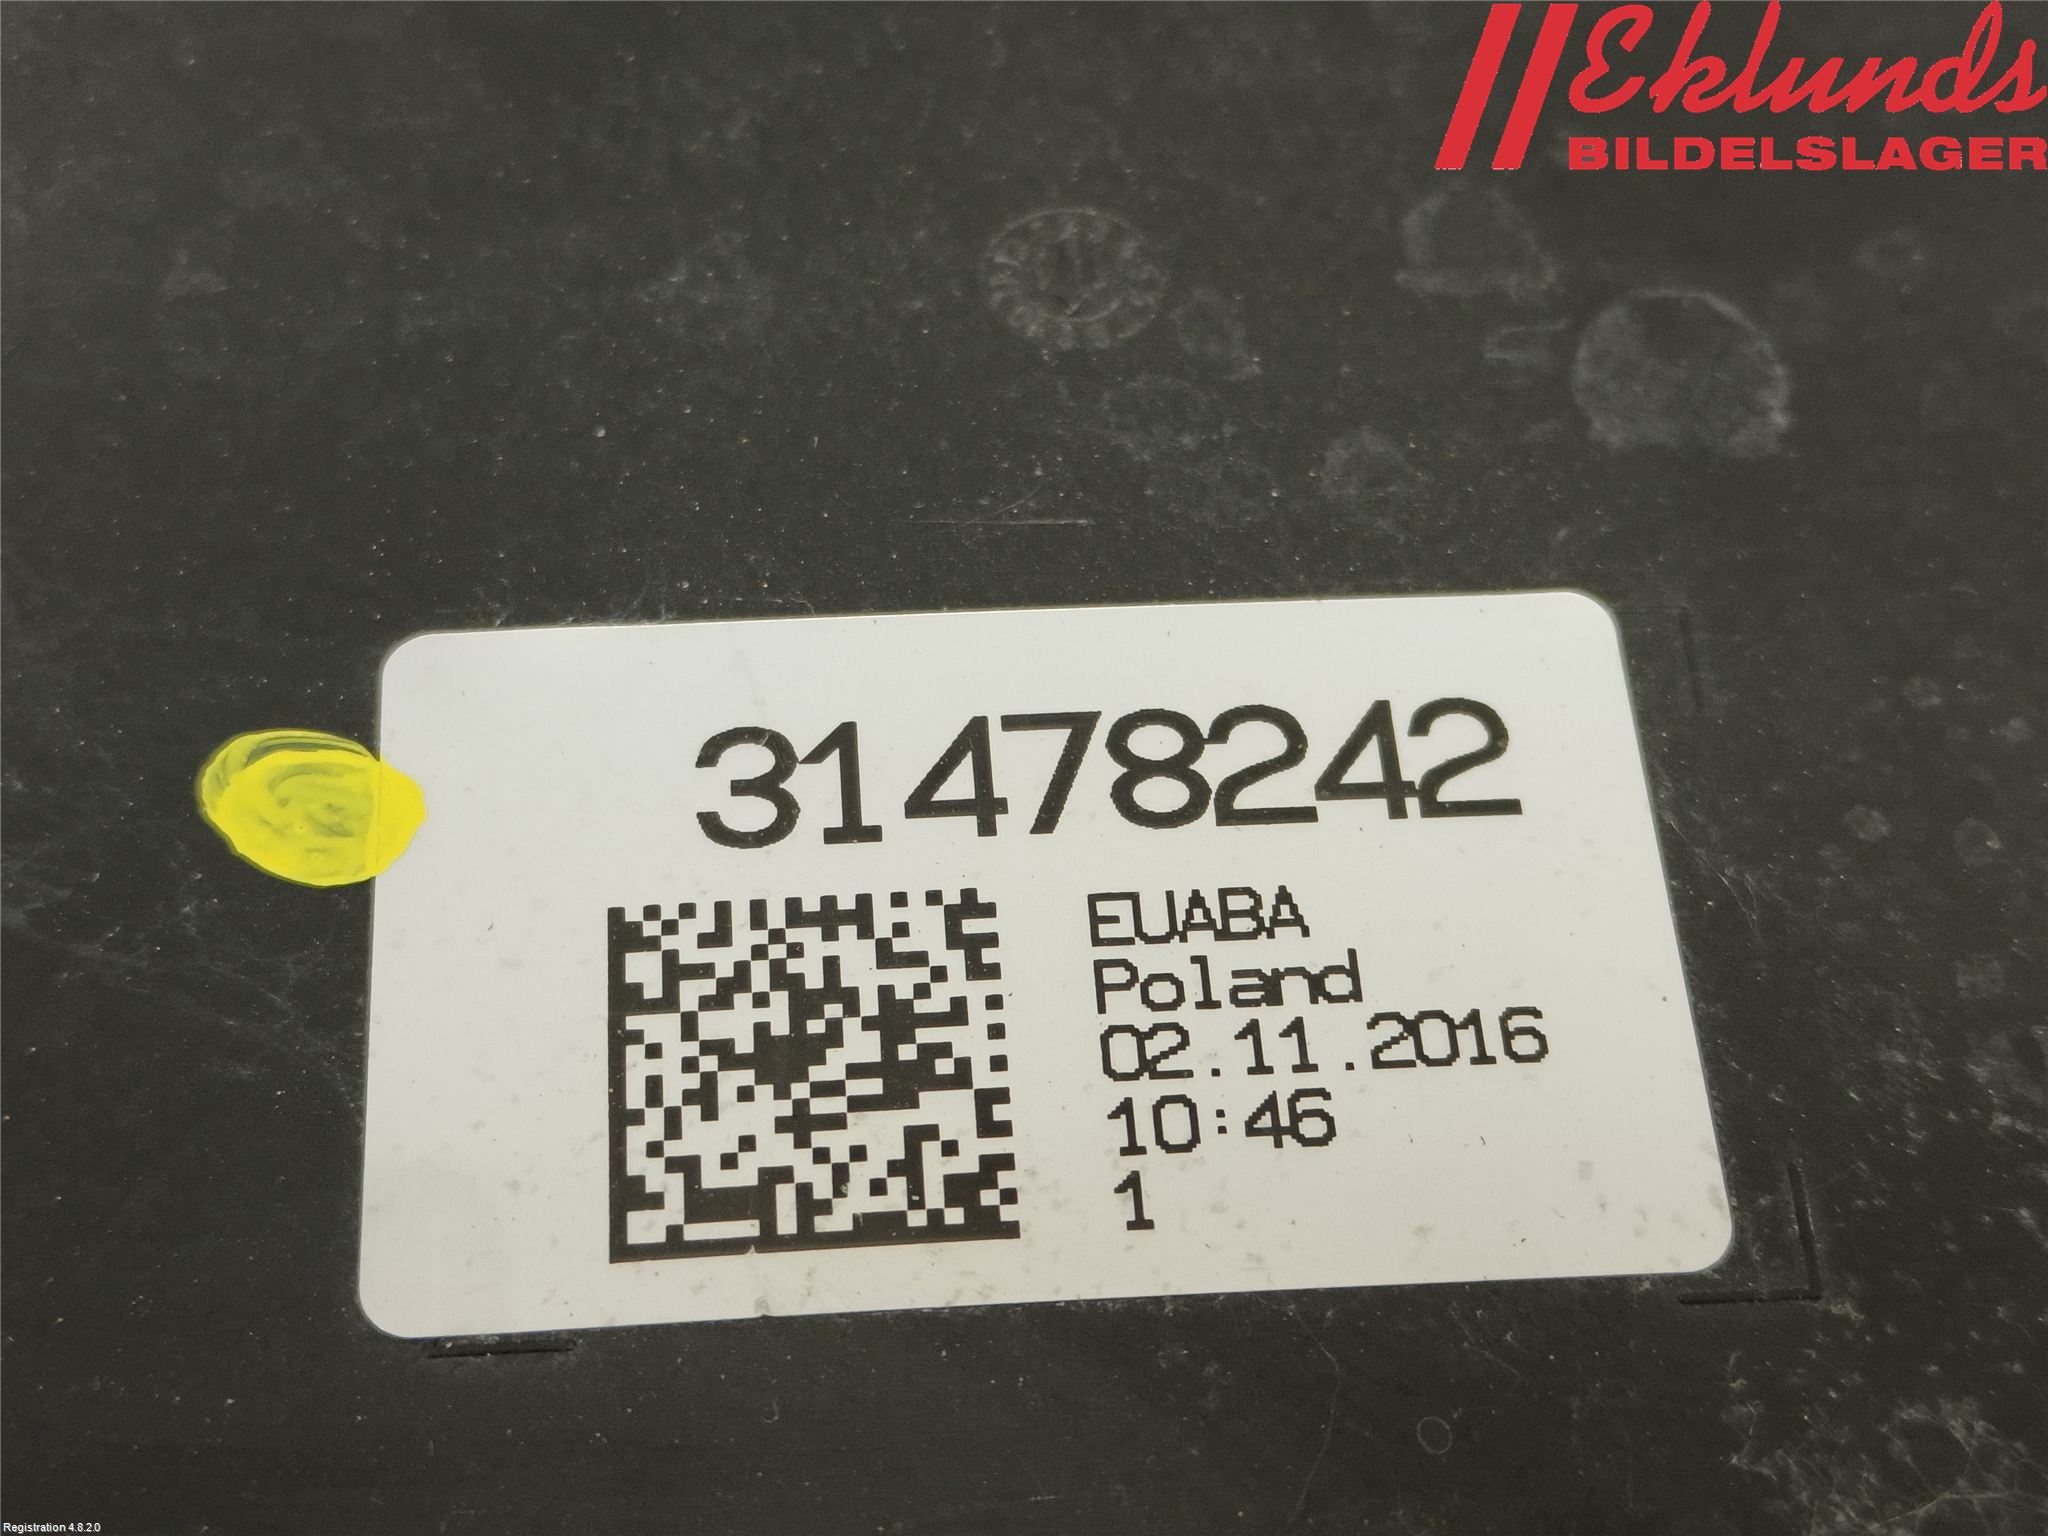 Eklunds
BILDELSLAGER
31478242
EUABA
Poland
02.11.2016
10:46
1
Registration 4.8.2.0